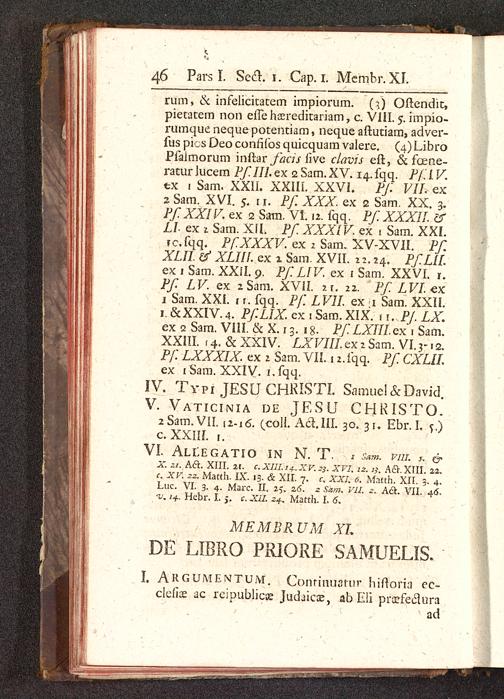 46 Pars I. Sect. 1. Cap. 1. Membr. XI.
rum, & infelicitatem impiorum. (3) Ostendit,
pietatem non esse hæreditariam, c. VIII. 5. impio-
rumque neque potentiam, neque astutiam, adver-
sus pios Deo confisos quicquam valere. (4) Libro
Psalmorum instar facis sive clavis est, & fœne-
ratur lucem Ps. III. ex 2 Sam. XV. 14. sqq. Ps. LV.
ex 1 Sam. XXII. XXIII. XXVI. Ps. VII. ex
2 Sam. XVI. 5. 11. Ps. XXX. ex 2 Sam. XX. 3.
Ps. XXIV. ex 2 Sam. VI. 12. sqq. Ps. XXXII. &
LI. ex 2 Sam. XII. Ps. XXXIV. ex 1 Sam. XXI.
10. sqq. Ps. XXXV. ex 2 Sam. XV-XVII. Ps.
XLII. & XLIII. ex 2 Sam. XVII. 22. 24. Ps. LII.
ex 1 Sam. XXII. 9. Ps. LIV. ex 1 Sam. XXVI. 1.
Ps. LV. ex 2 Sam. XVII. 21. 22. Ps. LVI. ex
1 Sam. XXI. 11. sqq. Ps. LVII. ex 1 Sam. XXII.
1. & XXIV. 4. Ps. LIX. ex 1 Sam. XIX. 11. Ps. LX.
ex 2 Sam. VIII. & X. 13. 18. Ps. LXIII. ex 1 Sam.
XXIII. 14. & XXIV. LXVIII. ex 2 Sam. VI. 3-12.
Ps. LXXXIX. ex 2 Sam. VII. 12. sqq. Ps. CXLII.
ex 1 Sam. XXIV. 1. sqq.
IV. TYPI JESU CHRISTI. Samuel & David.
V. VATICINIA DE JESU CHRISTO.
2 Sam. VII. 12-16. (coll. Act. III. 30. 31. Ebr. I. 5.)
c. XXIII. 1.
VI. ALLEGATIO IN N. T. 1 Sam. VIII. 5. &
X. 21. Act. XIII. 21. c. XIII. 14. XV. 23. XVI. 12. 13. Act. XIII. 22.
c. XV. 22. Matth. IX. 13. & XII. 7. c. XXI. 6. Matth. XII. 3. 4.
Luc. VI. 3. 4. Marc. II. 25. 26. 2 Sam. VII. 2. Act. VII. 46.
v. 14. Hebr. I. 5. c. XII. 24. Matth. I. 6.
MEMBRUM XI.
DE LIBRO PRIORE SAMUELIS.
I. ARGUMENTUM. Continuatur historia ec-
clesiæ ac reipublicæ Judaicæ, ab Eli præfectura
ad